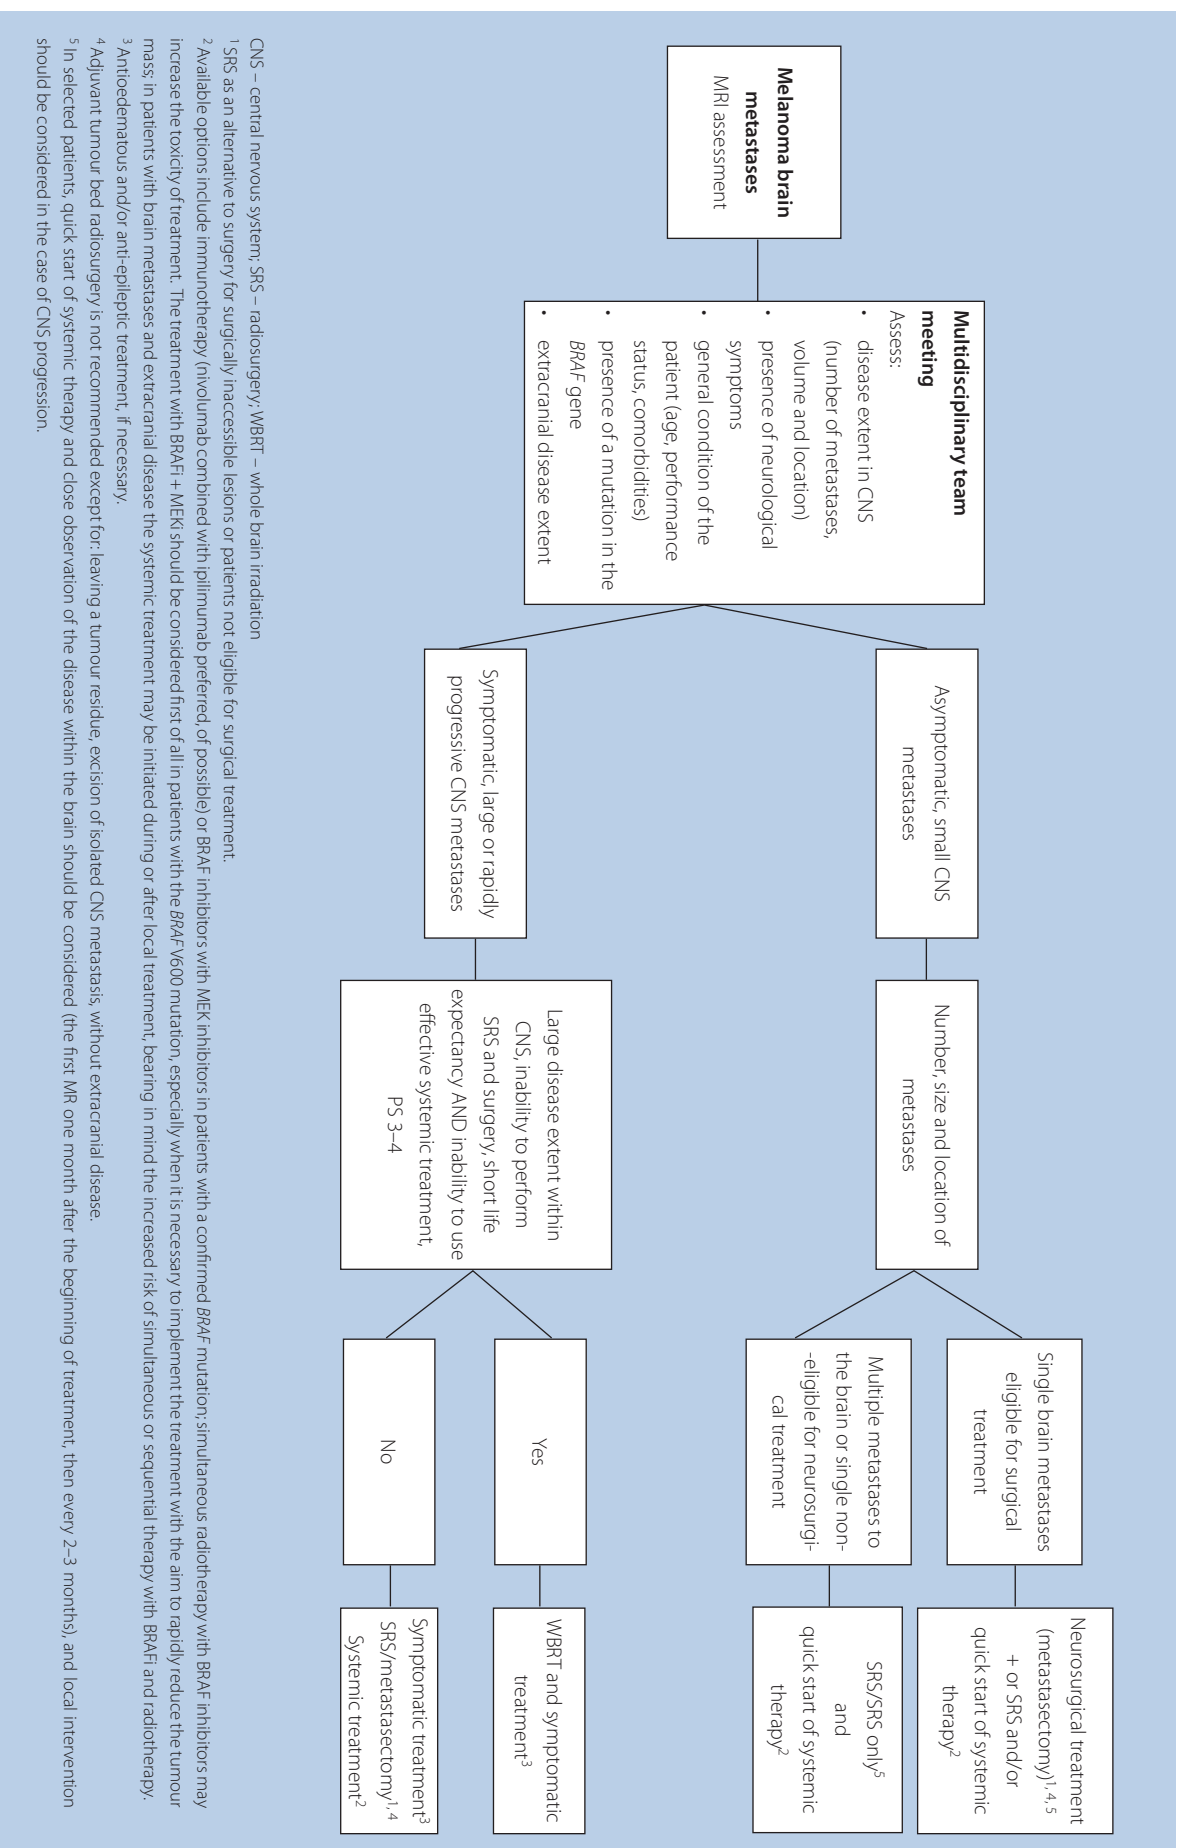 Melanoma brain
metastases
MRI assessment
Multidisciplinary team
meeting
Assess:
• disease extent in CNS
(number of metastases,
volume and location)
• presence of neurological
symptoms
• general condition of the
patient (age, performance
status, comorbidities)
• presence of a mutation in the
BRAF gene
• extracranial disease extent
Asymptomatic, small CNS
metastases
Number, size and location of
metastases
Single brain metastases
eligible for surgical
treatment
Neurosurgical treatment
(metastasectomy)1, 4, 5
+ or SRS and/or
quick start of systemic
therapy2
Multiple metastases to
the brain or single non-
-eligible for neurosurgi-
cal treatment
SRS/SRS only5
and
quick start of systemic
therapy2
Symptomatic, large or rapidly
progressive CNS metastases
Large disease extent within
CNS, inability to perform
SRS and surgery, short life
expectancy AND inability to use
effective systemic treatment,
PS 3–4
Yes
WBRT and symptomatic
treatment3
No
Symptomatic treatment3
SRS/metastasectomy1, 4
Systemic treatment2
CNS – central nervous system; SRS – radiosurgery; WBRT – whole brain irradiation
1 SRS as an alternative to surgery for surgically inaccessible lesions or patients not eligible for surgical treatment.
2 Available options include immunotherapy (nivolumab combined with ipilimumab preferred, of possible) or BRAF inhibitors with MEK inhibitors in patients with a confirmed BRAF mutation; simultaneous radiotherapy with BRAF inhibitors may
increase the toxicity of treatment. The treatment with BRAFi + MEKi should be considered first of all in patients with the BRAF V600 mutation, especially when it is necessary to implement the treatment with the aim to rapidly reduce the tumour
mass; in patients with brain metastases and extracranial disease the systemic treatment may be initiated during or after local treatment, bearing in mind the increased risk of simultaneous or sequential therapy with BRAFi and radiotherapy.
3 Antioedematous and/or anti-epileptic treatment, if necessary.
4 Adjuvant tumour bed radiosurgery is not recommended except for: leaving a tumour residue, excision of isolated CNS metastasis, without extracranial disease.
5 In selected patients, quick start of systemic therapy and close observation of the disease within the brain should be considered (the first MR one month after the beginning of treatment, then every 2–3 months), and local intervention
should be considered in the case of CNS progression.